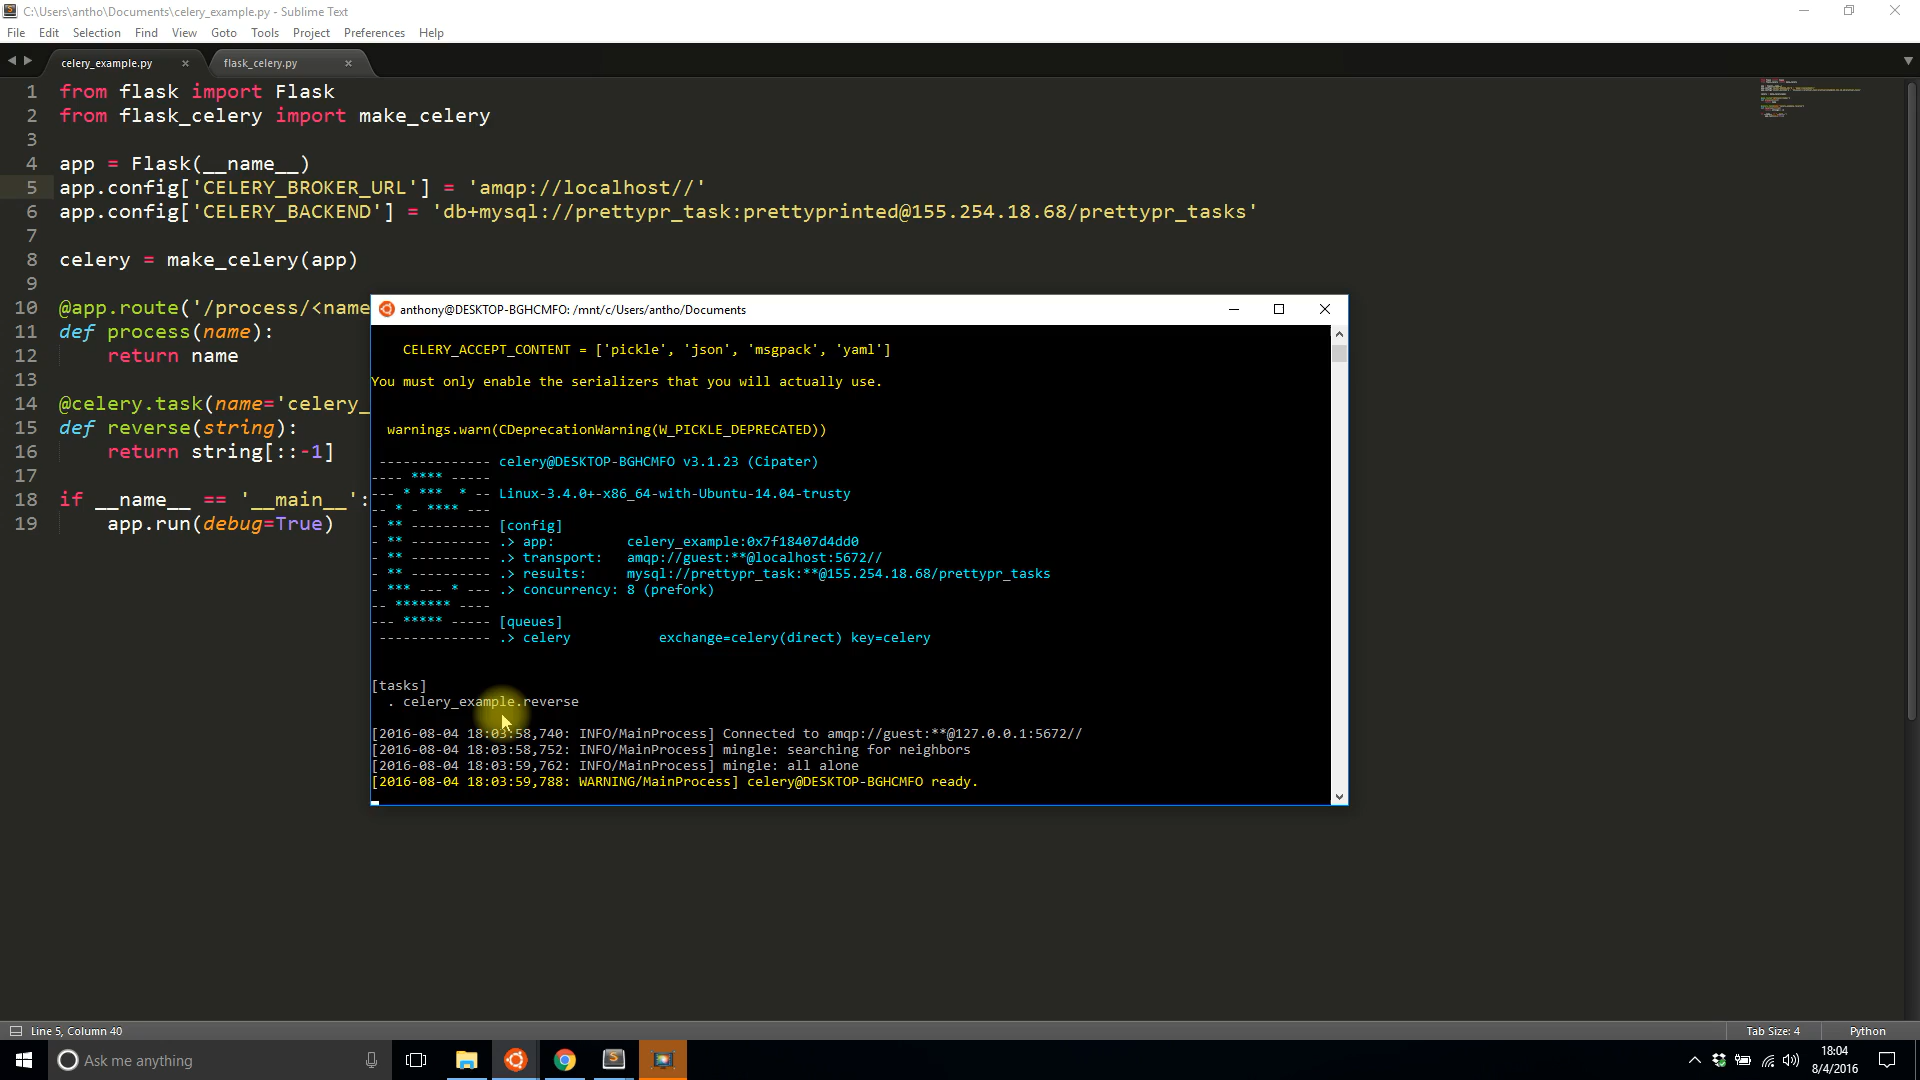 C:\Users\antho\Documents\celery_example.py - Sublime Text
File Edit Selection Find View Goto Tools Project Preferences Help
celery_example.py × flask_celery.py ×
1 from flask import Flask
2 from flask_celery import make_celery
3
4 app = Flask(__name__)
5 app.config['CELERY_BROKER_URL'] = 'amqp://localhost//'
6 app.config['CELERY_BACKEND'] = 'db+mysql://prettypr_task:prettyprinted@155.254.18.68/prettypr_tasks'
7
8 celery = make_celery(app)
9
10 @app.route('/process/<name
11 def process(name):
12 return name
13
14 @celery.task(name='celery_
15 def reverse(string):
16 return string[::-1]
17
18 if __name__ == '__main__':
19 app.run(debug=True)
anthony@DESKTOP-BGHCMFO: /mnt/c/Users/antho/Documents
CELERY_ACCEPT_CONTENT = ['pickle', 'json', 'msgpack', 'yaml']
You must only enable the serializers that you will actually use.
warnings.warn(CDeprecationWarning(W_PICKLE_DEPRECATED))
-------------- celery@DESKTOP-BGHCMFO v3.1.23 (Cipater)
---- **** -----
--- * ***  * -- Linux-3.4.0+-x86_64-with-Ubuntu-14.04-trusty
-- * - **** ---
- ** ---------- [config]
- ** ---------- .> app: celery_example:0x7f18407d4dd0
- ** ---------- .> transport: amqp://guest:**@localhost:5672//
- ** ---------- .> results: mysql://prettypr_task:**@155.254.18.68/prettypr_tasks
- *** --- * --- .> concurrency: 8 (prefork)
-- ******* ----
--- ***** ----- [queues]
-------------- .> celery exchange=celery(direct) key=celery
[tasks]
. celery_example.reverse
[2016-08-04 18:03:58,740: INFO/MainProcess] Connected to amqp://guest:**@127.0.0.1:5672//
[2016-08-04 18:03:58,752: INFO/MainProcess] mingle: searching for neighbors
[2016-08-04 18:03:59,762: INFO/MainProcess] mingle: all alone
[2016-08-04 18:03:59,788: WARNING/MainProcess] celery@DESKTOP-BGHCMFO ready.
Line 5, Column 40 Tab Size: 4 Python
Ask me anything
18:04
8/4/2016